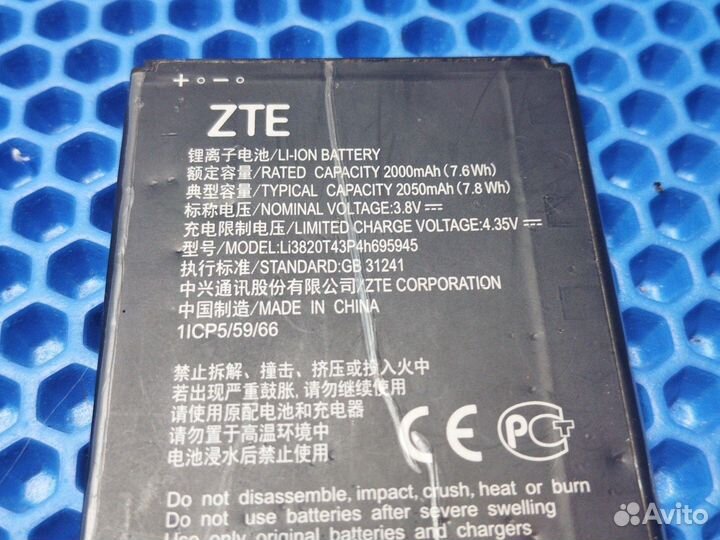 + ○ − ○
ZTE
锂离子电池/LI-ION BATTERY
额定容量/RATED CAPACITY 2000mAh(7.6Wh)
典型容量/TYPICAL CAPACITY 2050mAh(7.8Wh)
标称电压/NOMINAL VOLTAGE:3.8V⎓
充电限制电压/LIMITED CHARGE VOLTAGE:4.35V⎓
型号/MODEL:Li3820T43P4h695945
执行标准/STANDARD:GB 31241
中兴通讯股份有限公司/ZTE CORPORATION
中国制造/MADE IN CHINA
1ICP5/59/66
禁止拆解、撞击、挤压或投入火中
若出现严重鼓胀,请勿继续使用
请使用原配电池和充电器
请勿置于高温环境中
电池浸水后禁止使用
CE PCT
Do not disassemble, impact, crush, heat or burn
Do not use batteries after severe swelling
Use only original batteries and chargers
Avito